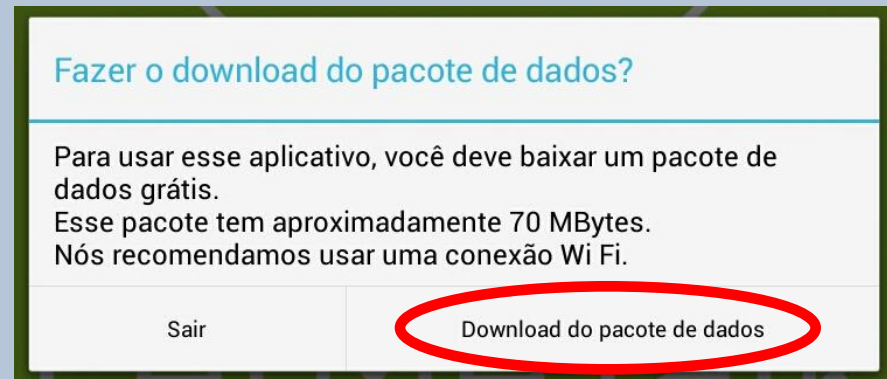 Fazer o download do pacote de dados?
Para usar esse aplicativo, você deve baixar um pacote de
dados grátis.
Esse pacote tem aproximadamente 70 MBytes.
Nós recomendamos usar uma conexão Wi Fi.
Sair
Download do pacote de dados